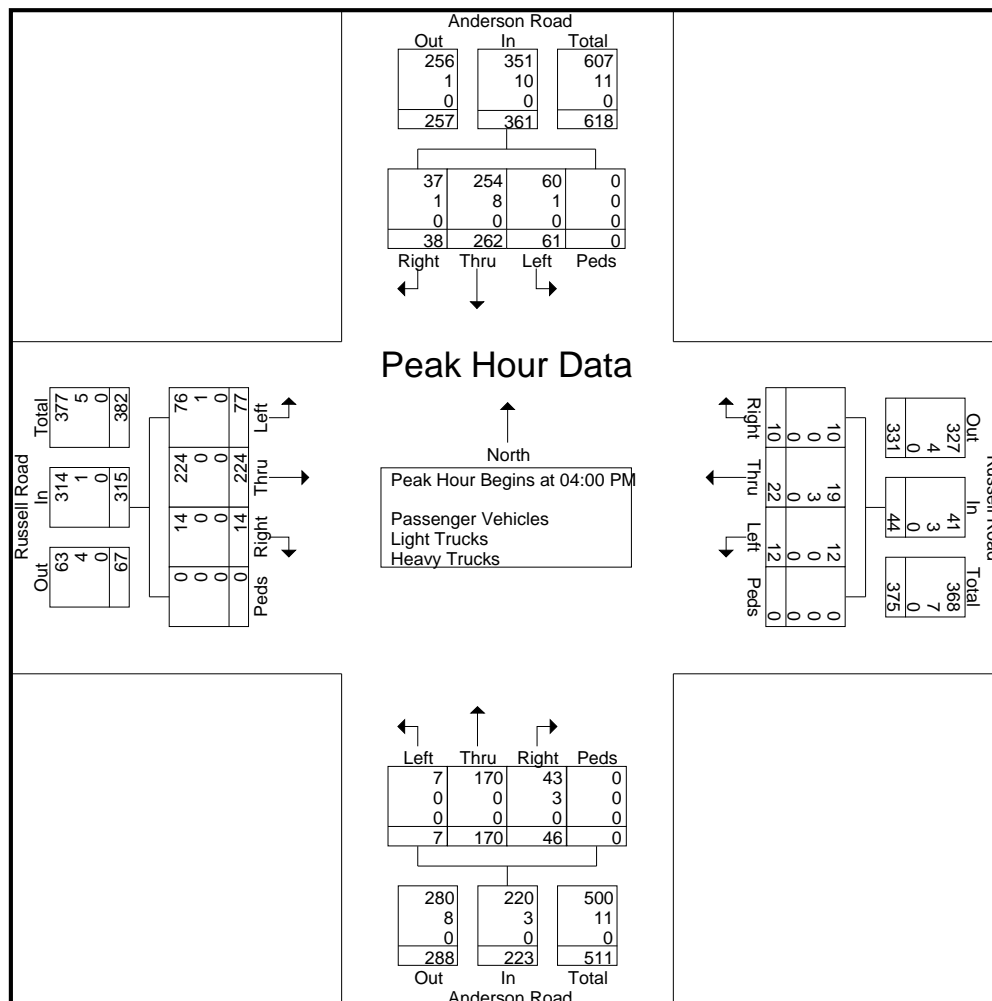 Anderson Road
Out In Total
256 351 607
1 10 11
0 0 0
257 361 618
37 254 60 0
1 8 1 0
0 0 0 0
38 262 61 0
Right Thru Left Peds
Peak Hour Data
North
Peak Hour Begins at 04:00 PM
Passenger Vehicles
Light Trucks
Heavy Trucks
Russell Road
Out In Total
63 314 377
4 1 5
0 0 0
67 315 382
0 14 224 76
0 0 0 1
0 0 0 0
0 14 224 77
Peds Right Thru Left
Russell Road
Out In Total
327 41 368
4 3 7
0 0 0
331 44 375
10 19 12 0
0 3 0 0
0 0 0 0
10 22 12 0
Right Thru Left Peds
Left Thru Right Peds
7 170 43 0
0 0 3 0
0 0 0 0
7 170 46 0
280 220 500
8 3 11
0 0 0
288 223 511
Out In Total
Anderson Road